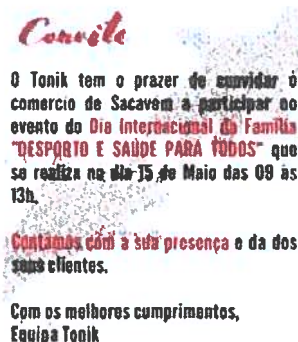 Convite
O Tonik tem o prazer de convidar o
comercio de Sacavem a participar no
evento do Dia Internacional da Familia
"DESPORTO E SAÚDE PARA TODOS" que
se realiza no dia 15 de Maio das 09 às
13h.
Contamos com a sua presença e da dos
seus clientes.
Com os melhores cumprimentos,
Equipa Tonik